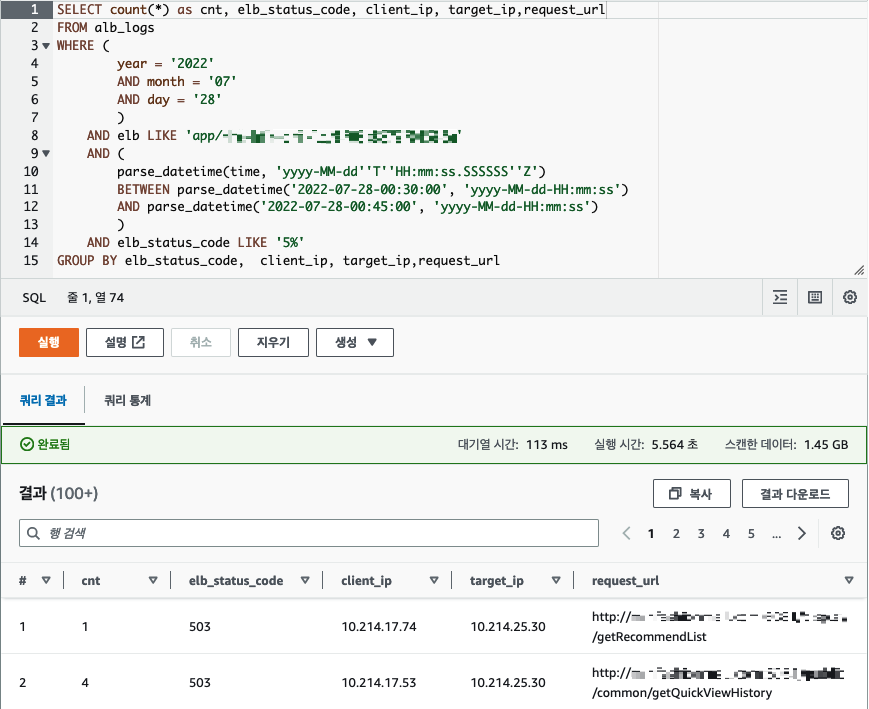 1 SELECT count(*) as cnt, elb_status_code, client_ip, target_ip,request_url
2 FROM alb_logs
3 WHERE (
4 year = '2022'
5 AND month = '07'
6 AND day = '28'
7 )
8 AND elb LIKE 'app/
9 AND (
10 parse_datetime(time, 'yyyy-MM-dd''T''HH:mm:ss.SSSSSS''Z')
11 BETWEEN parse_datetime('2022-07-28-00:30:00', 'yyyy-MM-dd-HH:mm:ss')
12 AND parse_datetime('2022-07-28-00:45:00', 'yyyy-MM-dd-HH:mm:ss')
13 )
14 AND elb_status_code LIKE '5%'
15 GROUP BY elb_status_code, client_ip, target_ip,request_url
SQL 줄 1, 열 74
실행 설명 취소 지우기 생성
쿼리 결과 쿼리 통계
완료됨 대기열 시간: 113 ms 실행 시간: 5.564 초 스캔한 데이터: 1.45 GB
결과 (100+) 복사 결과 다운로드
행 검색 1 2 3 4 5 ...
# cnt elb_status_code client_ip target_ip request_url
1 1 503 10.214.17.74 10.214.25.30 http://
/getRecommendList
2 4 503 10.214.17.53 10.214.25.30 http://
/common/getQuickViewHistory